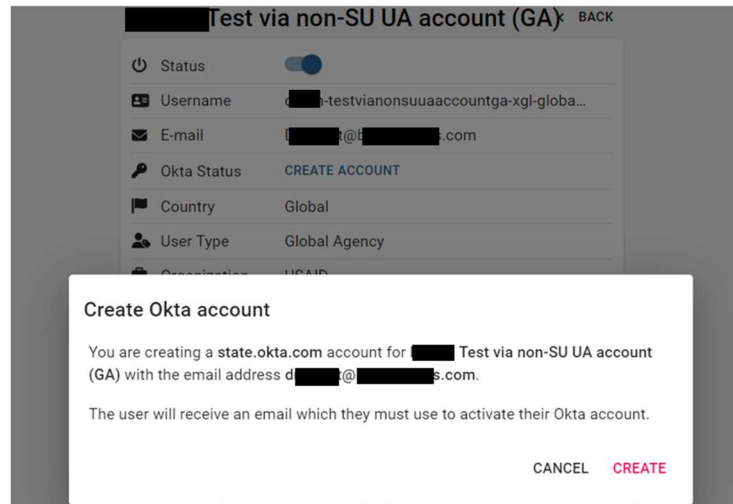 Test via non-SU UA account (GA)
BACK
Status
Username -testvianonsuuaaccountga-xgl-globa...
E-mail t@ .com
Okta Status CREATE ACCOUNT
Country Global
User Type Global Agency
Organization USAID
Create Okta account
You are creating a state.okta.com account for Test via non-SU UA account
(GA) with the email address d t@ s.com.
The user will receive an email which they must use to activate their Okta account.
CANCEL CREATE